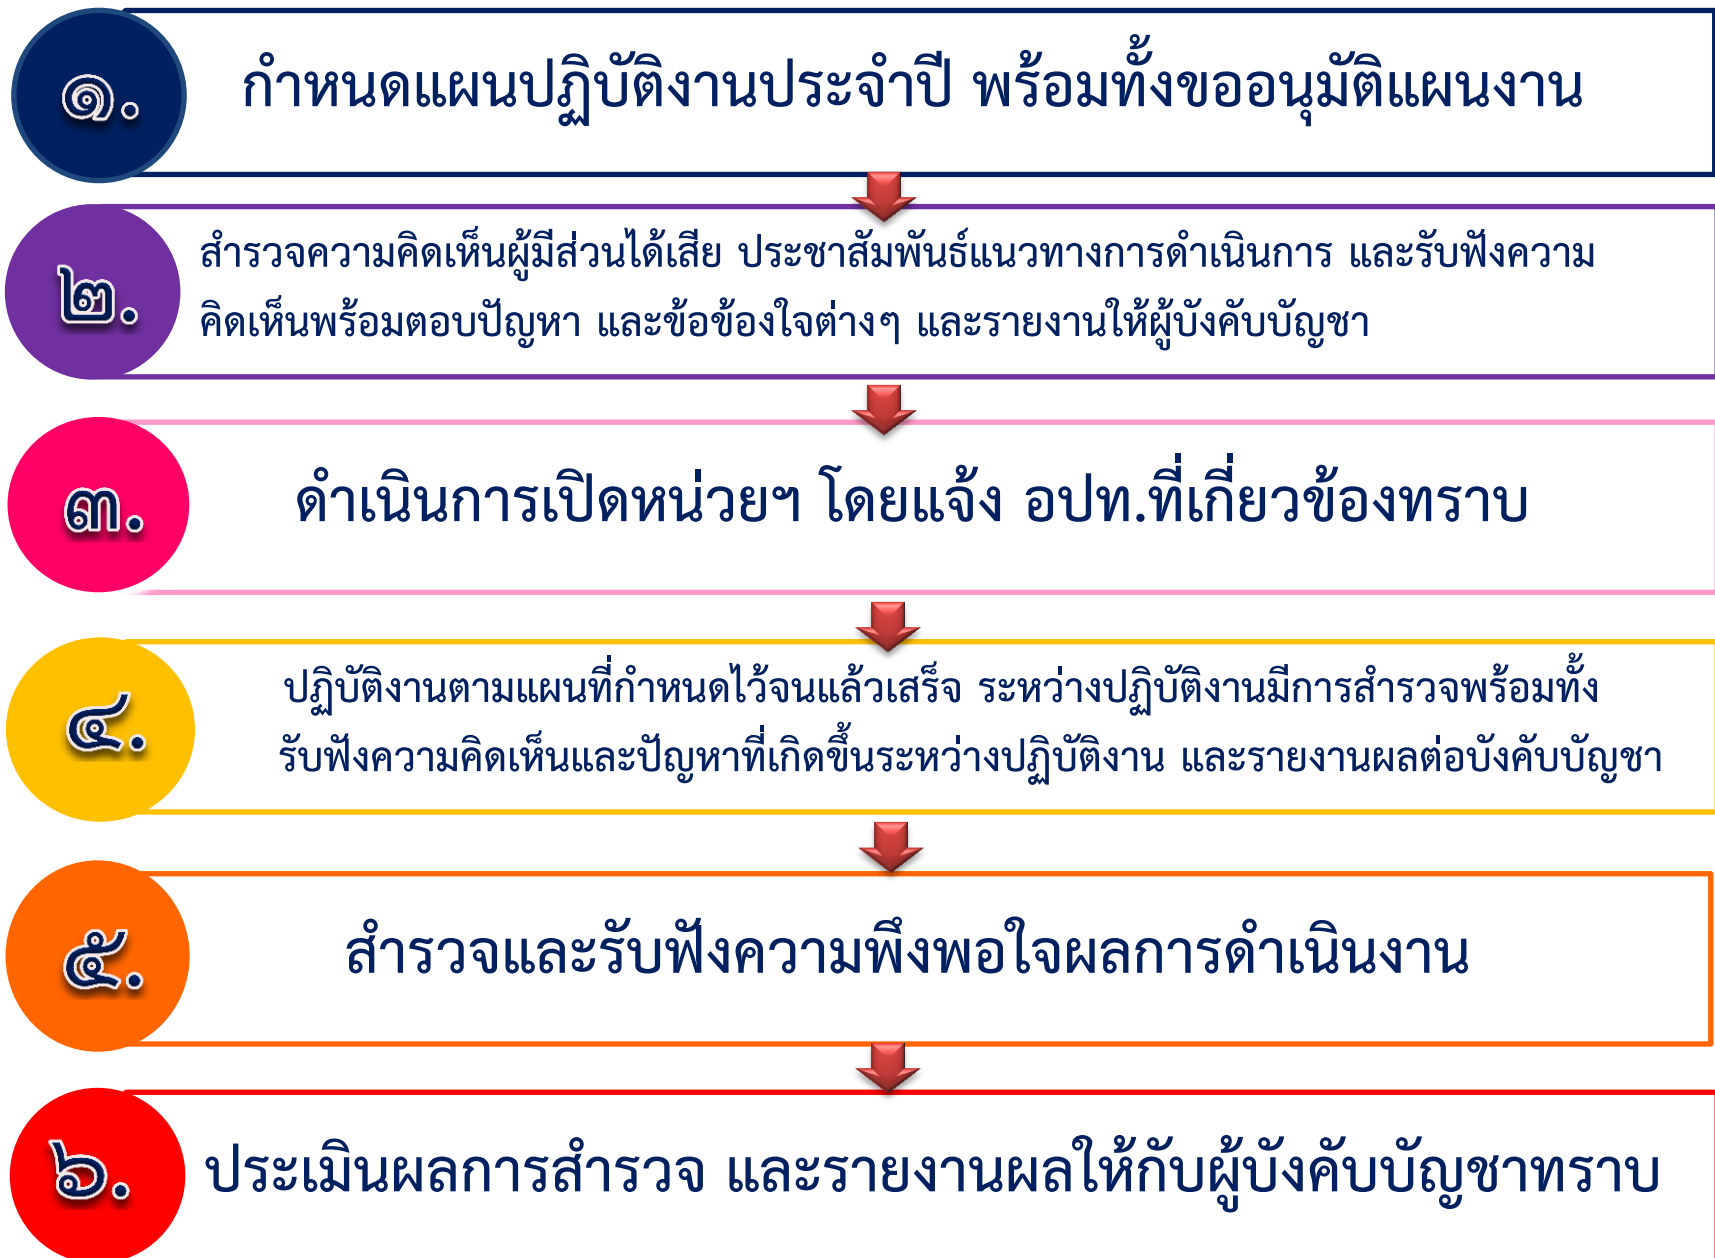 ๑. กำหนดแผนปฏิบัติงานประจำปี พร้อมทั้งขออนุมัติแผนงาน
๒. สำรวจความคิดเห็นผู้มีส่วนได้เสีย ประชาสัมพันธ์แนวทางการดำเนินการ และรับฟังความ
คิดเห็นพร้อมตอบปัญหา และข้อข้องใจต่างๆ และรายงานให้ผู้บังคับบัญชา
๓. ดำเนินการเปิดหน่วยฯ โดยแจ้ง อปท.ที่เกี่ยวข้องทราบ
๔. ปฏิบัติงานตามแผนที่กำหนดไว้จนแล้วเสร็จ ระหว่างปฏิบัติงานมีการสำรวจพร้อมทั้ง
รับฟังความคิดเห็นและปัญหาที่เกิดขึ้นระหว่างปฏิบัติงาน และรายงานผลต่อบังคับบัญชา
๕. สำรวจและรับฟังความพึงพอใจผลการดำเนินงาน
๖. ประเมินผลการสำรวจ และรายงานผลให้กับผู้บังคับบัญชาทราบ